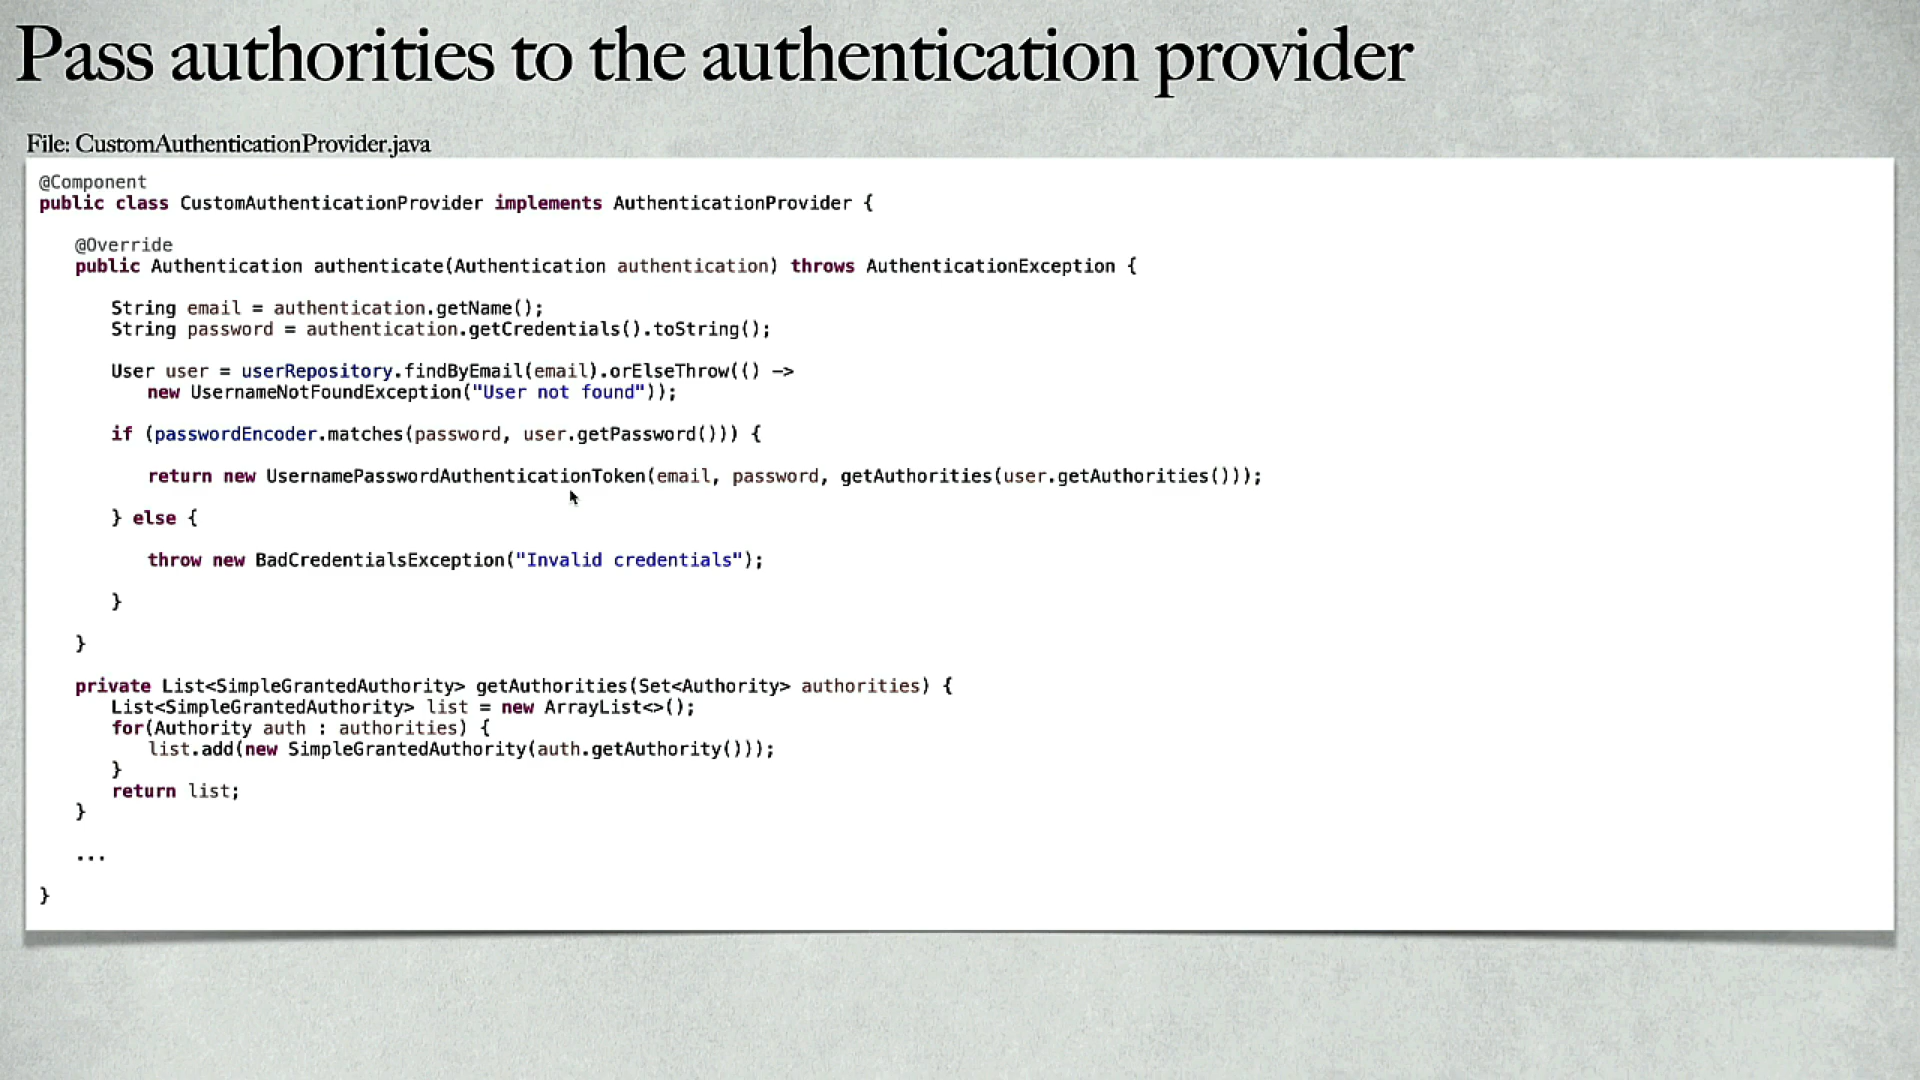 Pass authorities to the authentication provider
File: CustomAuthenticationProvider.java
@Component
public class CustomAuthenticationProvider implements AuthenticationProvider {
@Override
public Authentication authenticate(Authentication authentication) throws AuthenticationException {
String email = authentication.getName();
String password = authentication.getCredentials().toString();
User user = userRepository.findByEmail(email).orElseThrow(() ->
new UsernameNotFoundException("User not found"));
if (passwordEncoder.matches(password, user.getPassword())) {
return new UsernamePasswordAuthenticationToken(email, password, getAuthorities(user.getAuthorities()));
} else {
throw new BadCredentialsException("Invalid credentials");
}
}
private List<SimpleGrantedAuthority> getAuthorities(Set<Authority> authorities) {
List<SimpleGrantedAuthority> list = new ArrayList<>();
for(Authority auth : authorities) {
list.add(new SimpleGrantedAuthority(auth.getAuthority()));
}
return list;
}
...
}